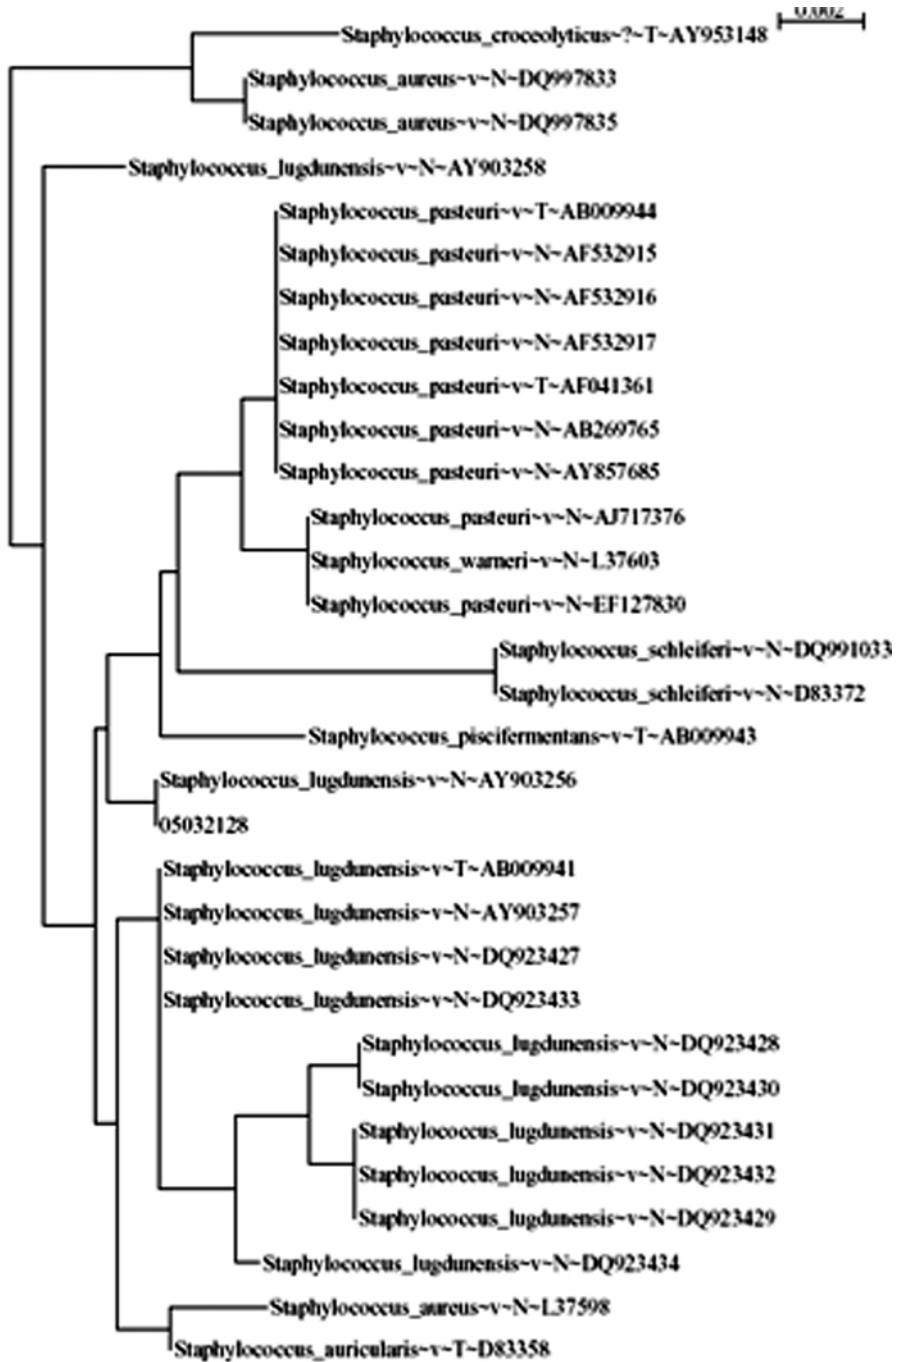 0.002
Staphylococcus_croceolyticus~?~T~AY953148
Staphylococcus_aureus~v~N~DQ997833
Staphylococcus_aureus~v~N~DQ997835
Staphylococcus_lugdunensis~v~N~AY903258
Staphylococcus_pasteuri~v~T~AB009944
Staphylococcus_pasteuri~v~N~AF532915
Staphylococcus_pasteuri~v~N~AF532916
Staphylococcus_pasteuri~v~N~AF532917
Staphylococcus_pasteuri~v~T~AF041361
Staphylococcus_pasteuri~v~N~AB269765
Staphylococcus_pasteuri~v~N~AY857685
Staphylococcus_pasteuri~v~N~AJ717376
Staphylococcus_warneri~v~N~L37603
Staphylococcus_pasteuri~v~N~EF127830
Staphylococcus_schleiferi~v~N~DQ991033
Staphylococcus_schleiferi~v~N~D83372
Staphylococcus_piscifermentans~v~T~AB009943
Staphylococcus_lugdunensis~v~N~AY903256
05032128
Staphylococcus_lugdunensis~v~T~AB009941
Staphylococcus_lugdunensis~v~N~AY903257
Staphylococcus_lugdunensis~v~N~DQ923427
Staphylococcus_lugdunensis~v~N~DQ923433
Staphylococcus_lugdunensis~v~N~DQ923428
Staphylococcus_lugdunensis~v~N~DQ923430
Staphylococcus_lugdunensis~v~N~DQ923431
Staphylococcus_lugdunensis~v~N~DQ923432
Staphylococcus_lugdunensis~v~N~DQ923429
Staphylococcus_lugdunensis~v~N~DQ923434
Staphylococcus_aureus~v~N~L37598
Staphylococcus_auricularis~v~T~D83358